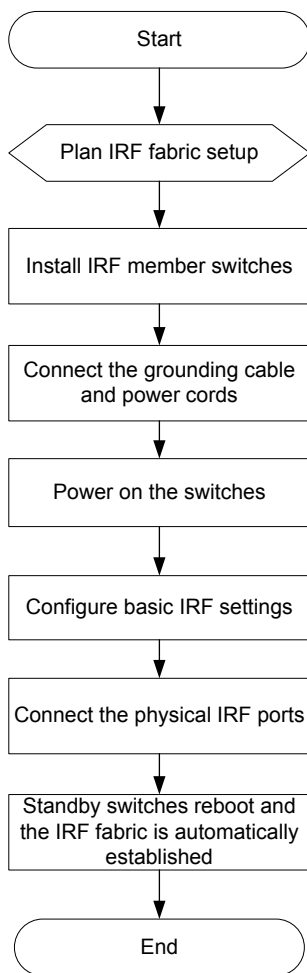 Start
Plan IRF fabric setup
Install IRF member switches
Connect the grounding cable
and power cords
Power on the switches
Configure basic IRF settings
Connect the physical IRF ports
Standby switches reboot and
the IRF fabric is automatically
established
End